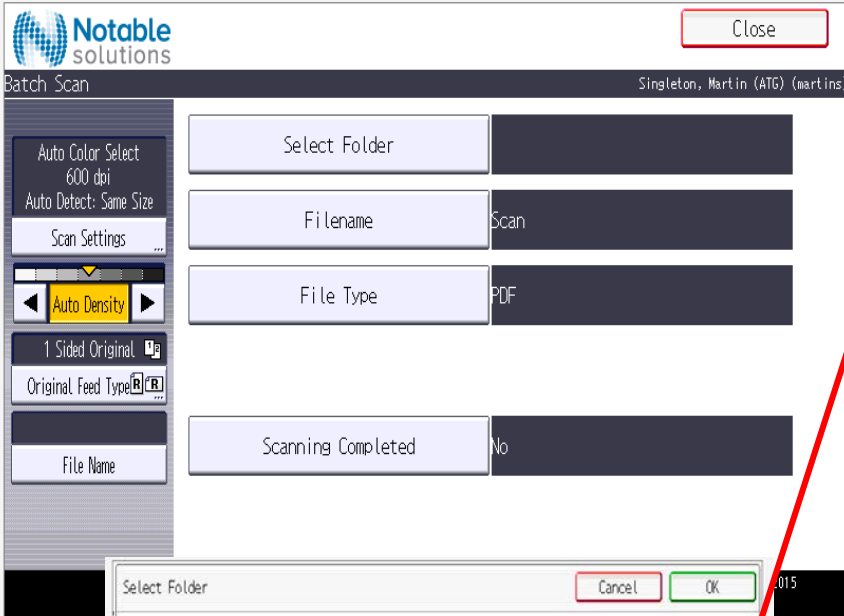 Notable
solutions
Close
Batch Scan
Singleton, Martin (ATG) (martins)
Auto Color Select
600 dpi
Auto Detect: Same Size
Scan Settings ...
Auto Density
1 Sided Original
Original Feed Type ...
File Name
Select Folder
Filename
Scan
File Type
PDF
Scanning Completed
No
Select Folder
Cancel
OK
2015